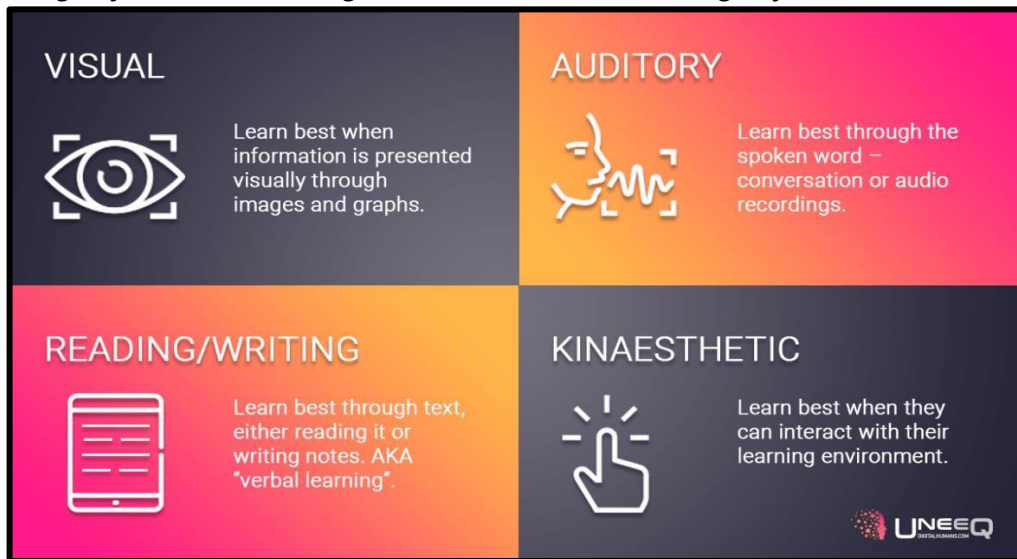 VISUAL
Learn best when
information is presented
visually through
images and graphs.
AUDITORY
Learn best through the
spoken word –
conversation or audio
recordings.
READING/WRITING
Learn best through text,
either reading it or
writing notes. AKA
"verbal learning".
KINAESTHETIC
Learn best when they
can interact with their
learning environment.
UNEEQ
DIGITALHUMANS.COM